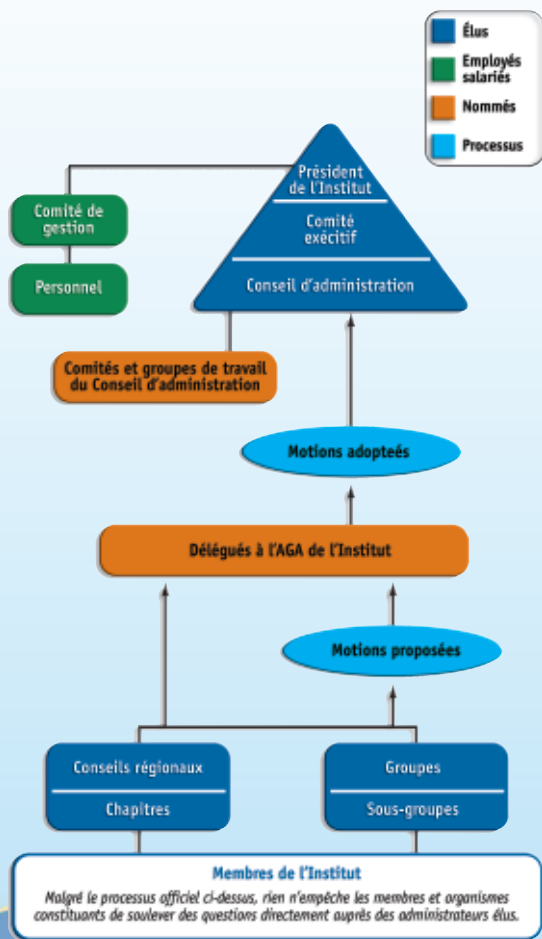 Élus
Employés
salariés
Nommés
Processus
Président
de l'Institut
Comité
exécitif
Conseil d'administration
Comité de
gestion
Personnel
Comités et groupes de travail
du Conseil d'administration
Motions adopteés
Délégués à l'AGA de l'Institut
Motions proposées
Conseils régionaux
Chapitres
Groupes
Sous-groupes
Membres de l'Institut
Malgré le processus officiel ci-dessus, rien n'empêche les membres et organismes
constituants de soulever des questions directement auprès des administrateurs élus.